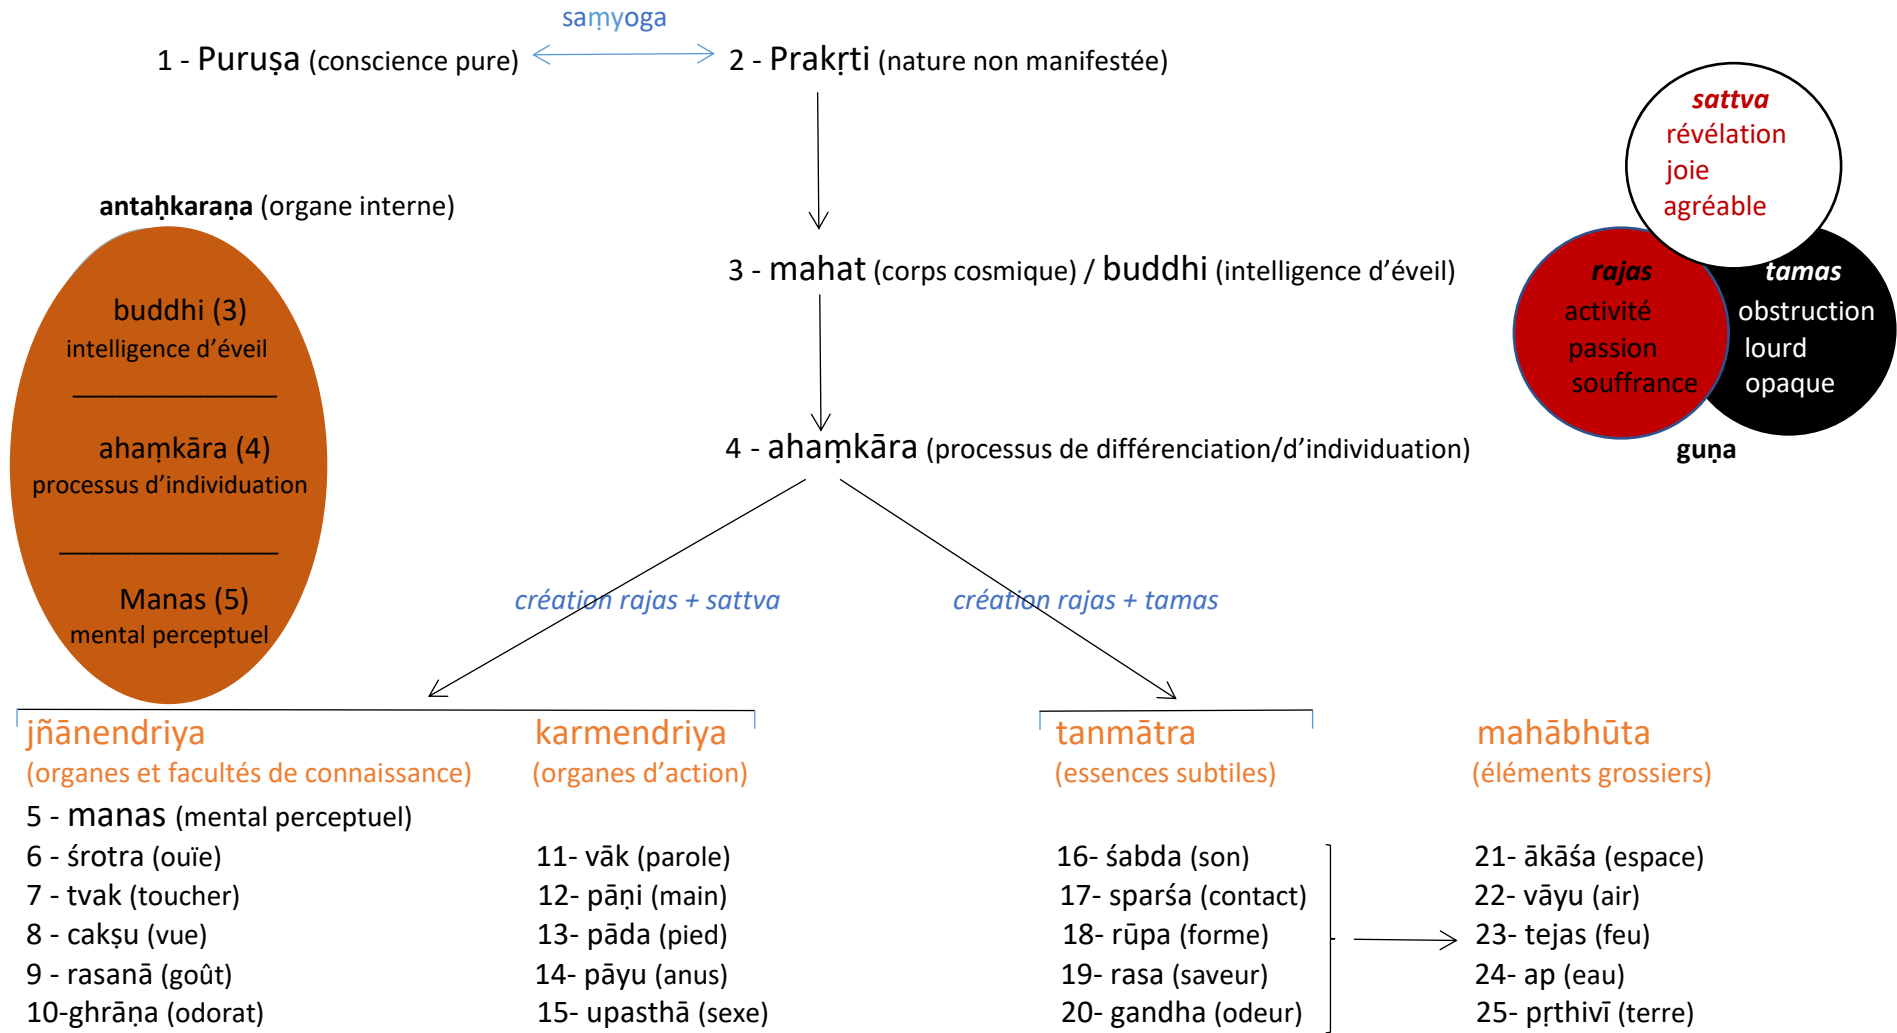 saṃyoga
1 - Puruṣa (conscience pure)
2 - Prakṛti (nature non manifestée)
sattva
révélation
joie
agréable
rajas
activité
passion
souffrance
tamas
obstruction
lourd
opaque
guṇa
antaḥkaraṇa (organe interne)
buddhi (3)
intelligence d’éveil
ahaṃkāra (4)
processus d’individuation
Manas (5)
mental perceptuel
3 - mahat (corps cosmique) / buddhi (intelligence d’éveil)
4 - ahaṃkāra (processus de différenciation/d’individuation)
création rajas + sattva
création rajas + tamas
jñānendriya
(organes et facultés de connaissance)
5 - manas (mental perceptuel)
6 - śrotra (ouïe)
7 - tvak (toucher)
8 - cakṣu (vue)
9 - rasanā (goût)
10-ghrāṇa (odorat)
karmendriya
(organes d’action)
11- vāk (parole)
12- pāṇi (main)
13- pāda (pied)
14- pāyu (anus)
15- upasthā (sexe)
tanmātra
(essences subtiles)
16- śabda (son)
17- sparśa (contact)
18- rūpa (forme)
19- rasa (saveur)
20- gandha (odeur)
mahābhūta
(éléments grossiers)
21- ākāśa (espace)
22- vāyu (air)
23- tejas (feu)
24- ap (eau)
25- pṛthivī (terre)